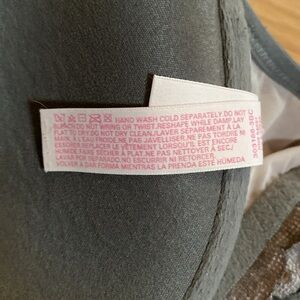 HAND WASH COLD SEPARATELY.DO NOT
BLEACH.DO NOT WRING OR TWIST.RESHAPE WHILE DAMP.LAY
FLAT TO DRY.DO NOT DRY CLEAN./LAVER SÉPARÉMENT À LA
MAIN, À L'EAU FROIDE.NE PAS JAVELLISER.NE PAS TORDRE NI
ESSORER.REPLACER LE VÊTEMENT LORSQU'IL EST ENCORE
HUMIDE.FAIRE SÉCHER À PLAT.NE PAS NETTOYER À SEC./
LAVAR POR SEPARADO
NO ESCURRIR NI RETORCER.
VOLVER A DAR FORMA MIENTRAS ESTÉ HÚMEDA